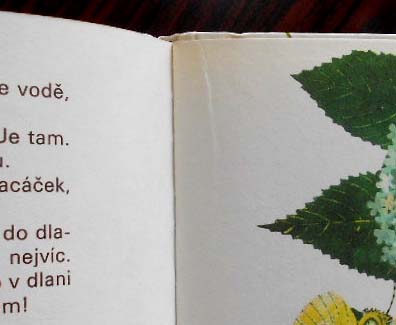 e vodě,
Je tam.
u.
acáček,
do dla-
nejvíc.
v dlani
m!